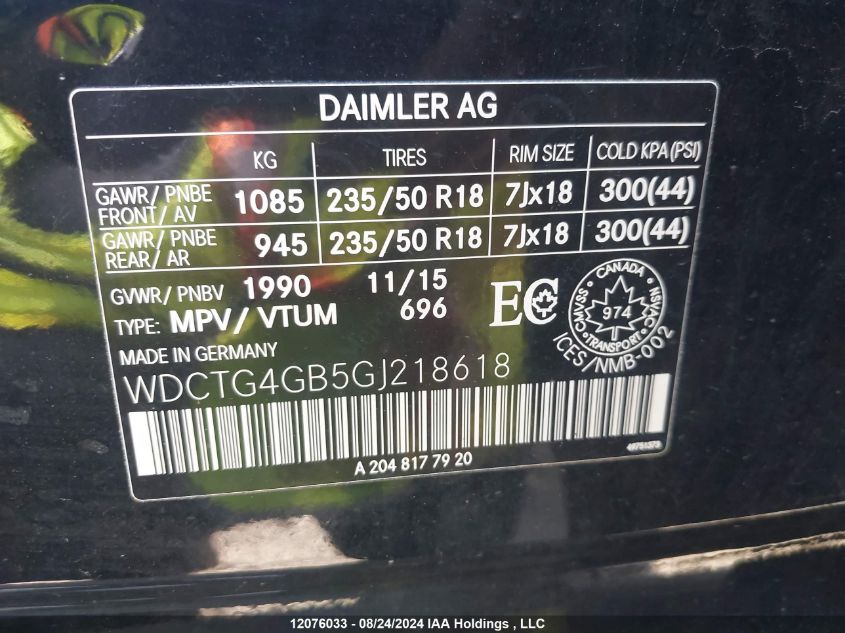 DAIMLER AG
KG TIRES RIM SIZE COLD KPA(PSI)
GAWR/ PNBE FRONT/ AV 1085 235/50 R18 7Jx18 300(44)
GAWR/ PNBE REAR/ AR 945 235/50 R18 7Jx18 300(44)
GVWR/ PNBV 1990 11/15
TYPE: MPV/ VTUM 696
EC
CANADA
NSVAC SSVAC/NVMC
974
TRANSPORT
ICES/NMB-002
MADE IN GERMANY
WDCTG4GB5GJ218618
A 204 817 79 20
12076033 - 08/24/2024 IAA Holdings , LLC